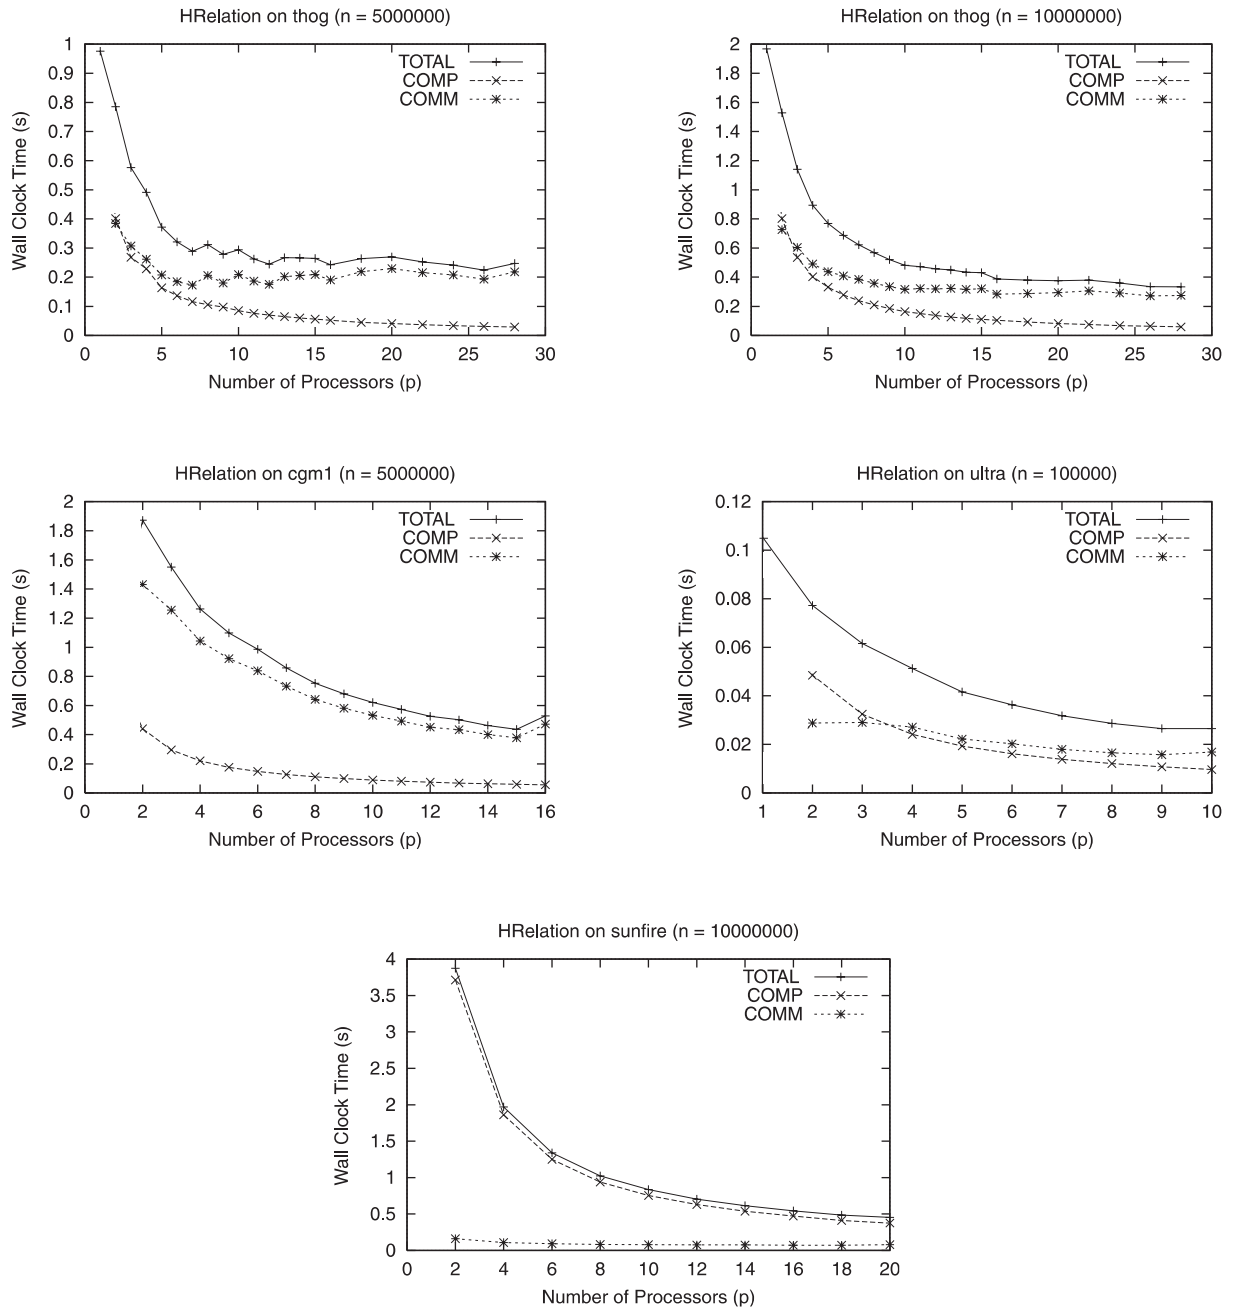 HRelation on thog (n = 5000000)
1
0.9
0.8
0.7
0.6
0.5
0.4
0.3
0.2
0.1
0
Wall Clock Time (s)
TOTAL
COMP
COMM
0 5 10 15 20 25 30
Number of Processors (p)
HRelation on thog (n = 10000000)
2
1.8
1.6
1.4
1.2
1
0.8
0.6
0.4
0.2
0
Wall Clock Time (s)
TOTAL
COMP
COMM
0 5 10 15 20 25 30
Number of Processors (p)
HRelation on cgm1 (n = 5000000)
2
1.8
1.6
1.4
1.2
1
0.8
0.6
0.4
0.2
0
Wall Clock Time (s)
TOTAL
COMP
COMM
0 2 4 6 8 10 12 14 16
Number of Processors (p)
HRelation on ultra (n = 100000)
0.12
0.1
0.08
0.06
0.04
0.02
0
Wall Clock Time (s)
TOTAL
COMP
COMM
1 2 3 4 5 6 7 8 9 10
Number of Processors (p)
HRelation on sunfire (n = 10000000)
4
3.5
3
2.5
2
1.5
1
0.5
0
Wall Clock Time (s)
TOTAL
COMP
COMM
0 2 4 6 8 10 12 14 16 18 20
Number of Processors (p)